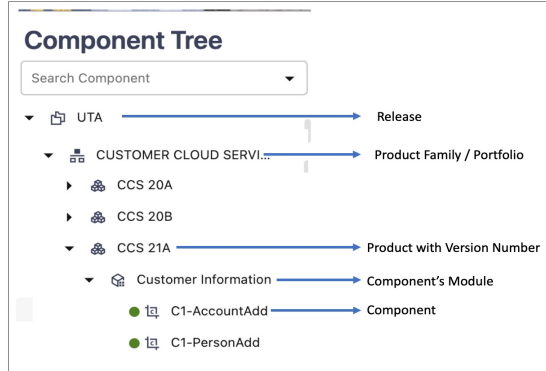 Component Tree
Search Component
UTA Release
CUSTOMER CLOUD SERVI... Product Family / Portfolio
CCS 20A
CCS 20B
CCS 21A Product with Version Number
Customer Information Component's Module
C1-AccountAdd Component
C1-PersonAdd